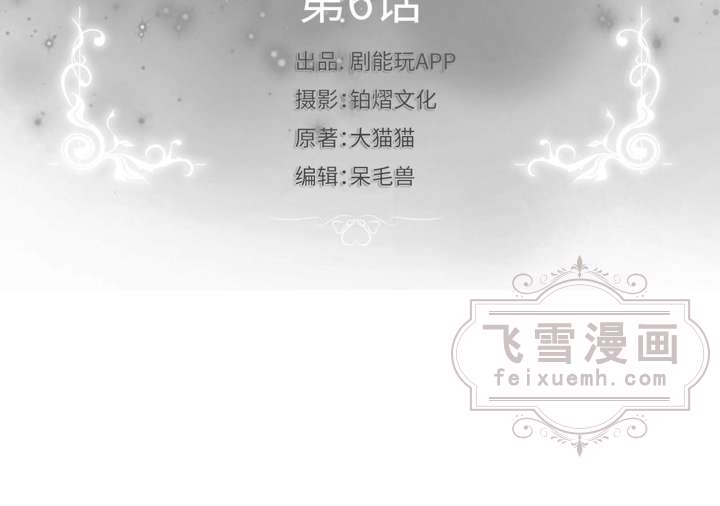 第6话
出品: 剧能玩APP
摄影：铂熠文化
原著：大猫猫
编辑：呆毛兽
飞雪漫画
feixuemh.com